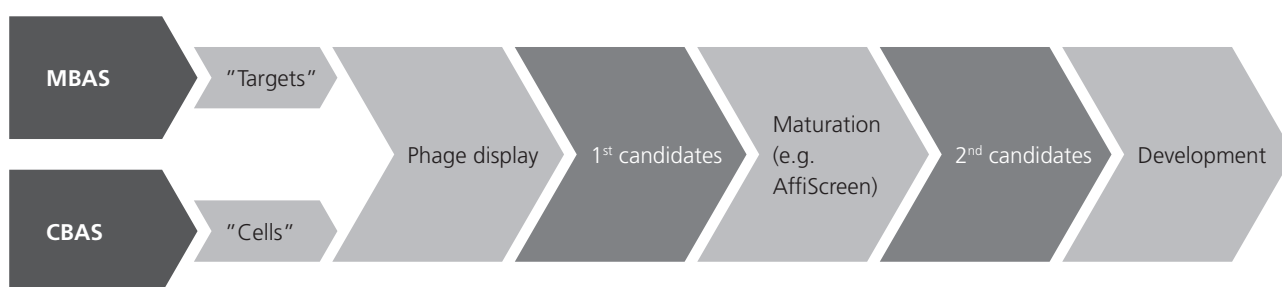 MBAS
”Targets”
CBAS
”Cells”
Phage display
1st candidates
Maturation
(e.g.
AffiScreen)
2nd candidates
Development